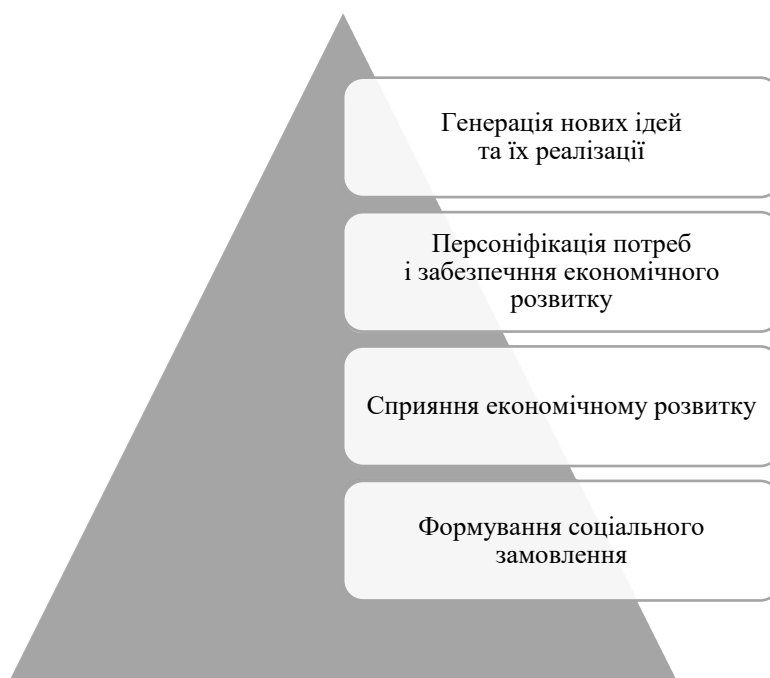 Генерація нових ідей
та їх реалізації
Персоніфікація потреб
і забезпечння економічного
розвитку
Сприяння економічному розвитку
Формування соціального
замовлення